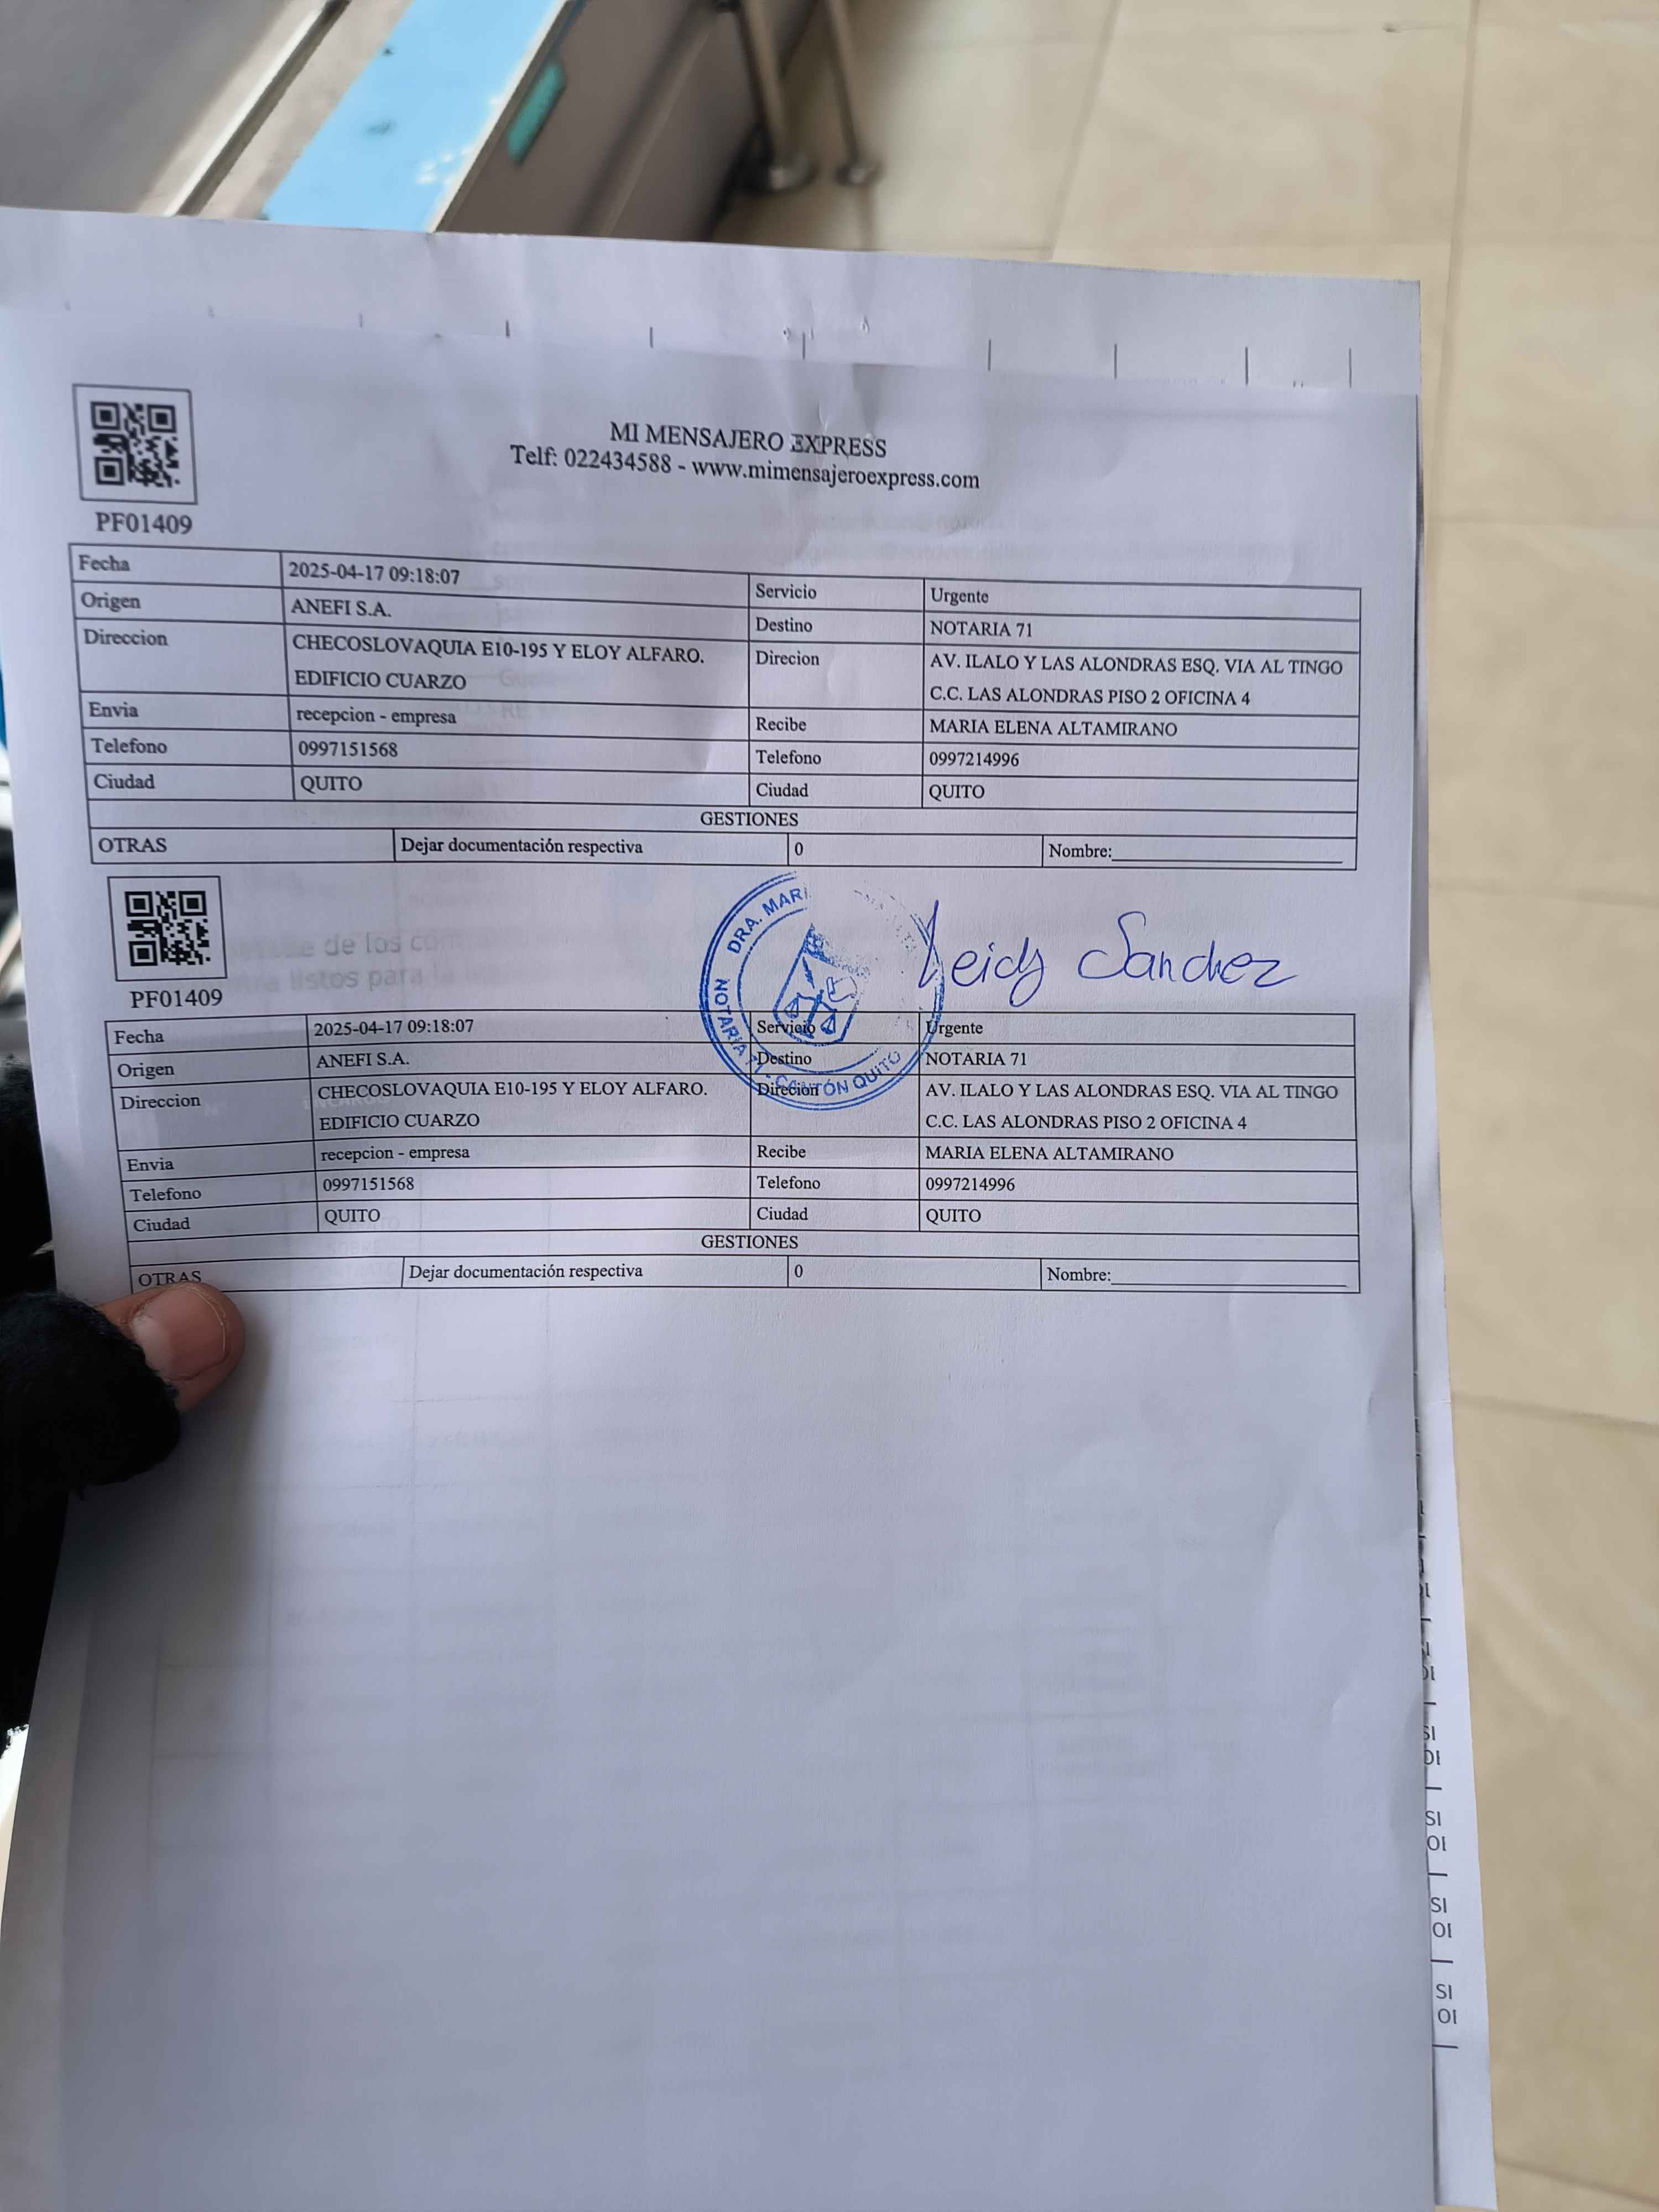 MI MENSAJERO EXPRESS
Telf: 022434588 - www.mimensajeroexpress.com
PF01409
Fecha 2025-04-17 09:18:07 Servicio Urgente
Origen ANEFI S.A. Destino NOTARIA 71
Direccion CHECOSLOVAQUIA E10-195 Y ELOY ALFARO. Direcion AV. ILALO Y LAS ALONDRAS ESQ. VIA AL TINGO
EDIFICIO CUARZO C.C. LAS ALONDRAS PISO 2 OFICINA 4
Envia recepcion - empresa Recibe MARIA ELENA ALTAMIRANO
Telefono 0997151568 Telefono 0997214996
Ciudad QUITO Ciudad QUITO
GESTIONES
OTRAS Dejar documentación respectiva 0 Nombre:
DRA. MARI
NOTARIA 71 - CANTÓN QUITO
Leidy Sanchez
PF01409
Fecha 2025-04-17 09:18:07 Servicio Urgente
Origen ANEFI S.A. Destino NOTARIA 71
Direccion CHECOSLOVAQUIA E10-195 Y ELOY ALFARO. Direcion AV. ILALO Y LAS ALONDRAS ESQ. VIA AL TINGO
EDIFICIO CUARZO C.C. LAS ALONDRAS PISO 2 OFICINA 4
Envia recepcion - empresa Recibe MARIA ELENA ALTAMIRANO
Telefono 0997151568 Telefono 0997214996
Ciudad QUITO Ciudad QUITO
GESTIONES
OTRAS Dejar documentación respectiva 0 Nombre: